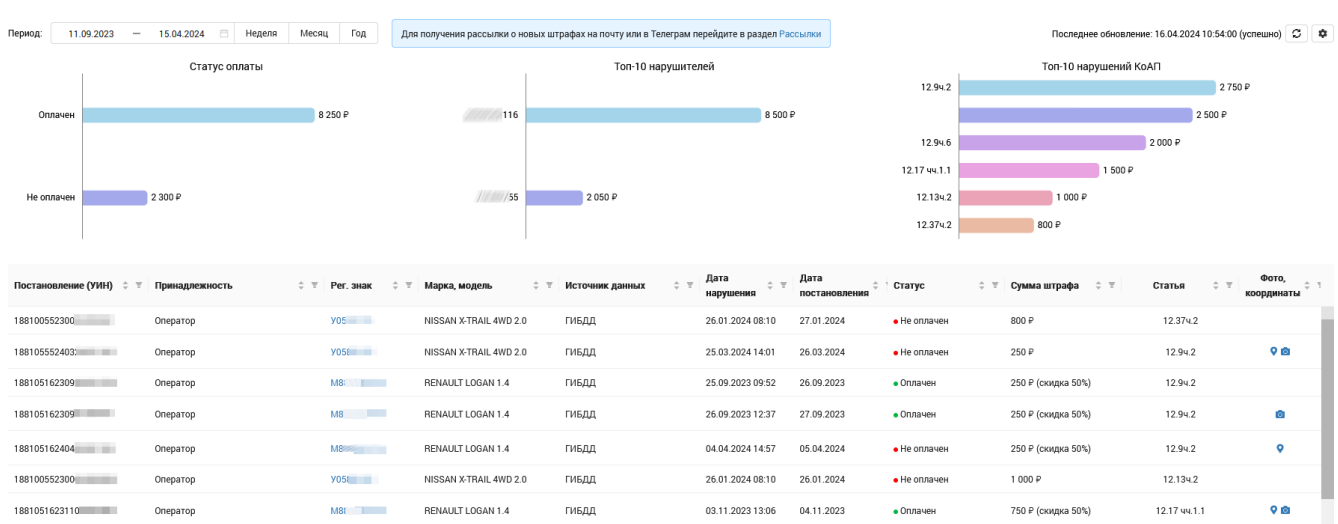 Период: 11.09.2023 — 15.04.2024 Неделя Месяц Год Для получения рассылки о новых штрафах на почту или в Телеграм перейдите в раздел Рассылки Последнее обновление: 16.04.2024 10:54:00 (успешно)
Статус оплаты
Оплачен 8 250 ₽
Не оплачен 2 300 ₽
Топ-10 нарушителей
116 8 500 ₽
55 2 050 ₽
Топ-10 нарушений КоАП
12.9ч.2 2 750 ₽
2 500 ₽
12.9ч.6 2 000 ₽
12.17 чч.1.1 1 500 ₽
12.13ч.2 1 000 ₽
12.37ч.2 800 ₽
Постановление (УИН) Принадлежность Рег. знак Марка, модель Источник данных Дата нарушения Дата постановления Статус Сумма штрафа Статья Фото, координаты
188100552300 Оператор У05 NISSAN X-TRAIL 4WD 2.0 ГИБДД 26.01.2024 08:10 27.01.2024 Не оплачен 800 ₽ 12.37ч.2
188105552403 Оператор У058 NISSAN X-TRAIL 4WD 2.0 ГИБДД 25.03.2024 14:01 26.03.2024 Не оплачен 250 ₽ 12.9ч.2
188105162309 Оператор М8 RENAULT LOGAN 1.4 ГИБДД 25.09.2023 09:52 26.09.2023 Оплачен 250 ₽ (скидка 50%) 12.9ч.2
188105162309 Оператор М8 RENAULT LOGAN 1.4 ГИБДД 26.09.2023 12:37 27.09.2023 Оплачен 250 ₽ (скидка 50%) 12.9ч.2
188105162404 Оператор М8 RENAULT LOGAN 1.4 ГИБДД 04.04.2024 14:57 05.04.2024 Не оплачен 250 ₽ (скидка 50%) 12.9ч.2
188100552300 Оператор У058 NISSAN X-TRAIL 4WD 2.0 ГИБДД 26.01.2024 08:10 26.01.2024 Не оплачен 1 000 ₽ 12.13ч.2
1881051623110 Оператор М8 RENAULT LOGAN 1.4 ГИБДД 03.11.2023 13:06 04.11.2023 Оплачен 750 ₽ (скидка 50%) 12.17 чч.1.1